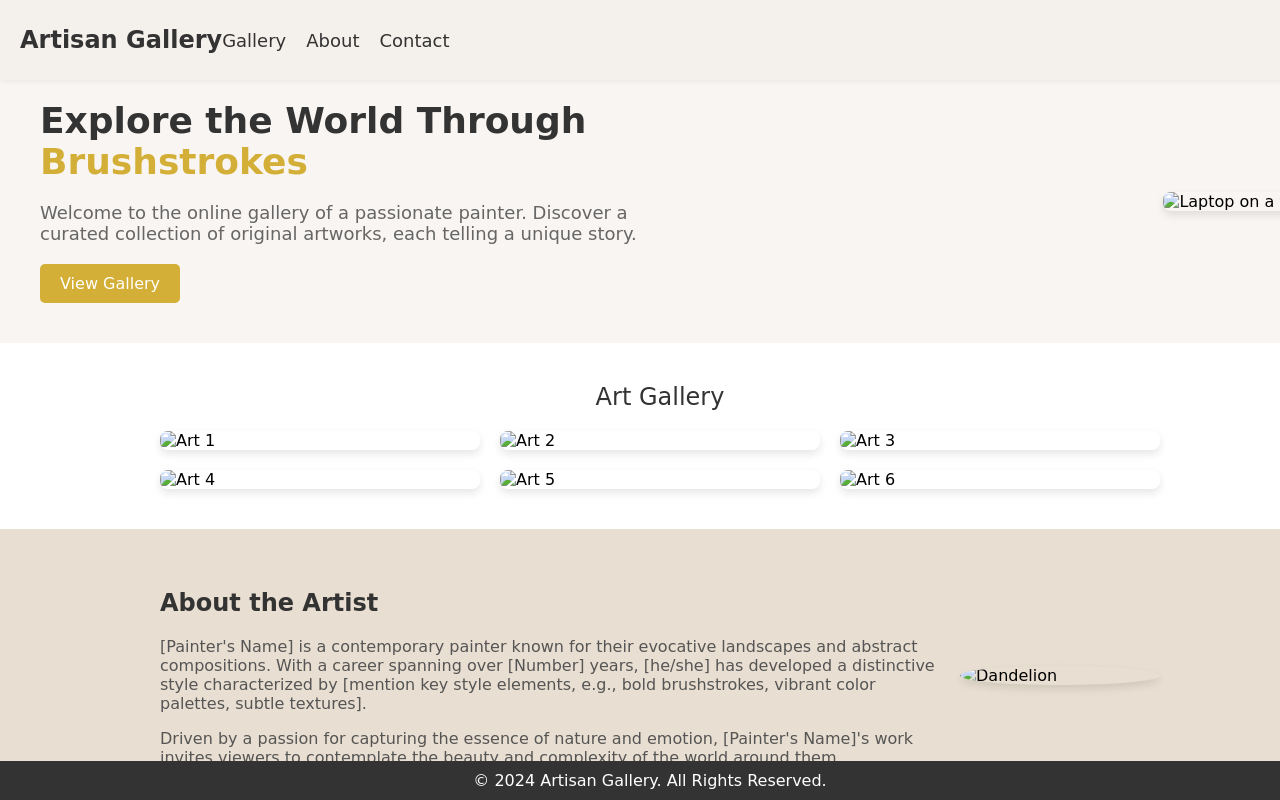 Artisan Gallery Gallery About Contact
Explore the World Through
Brushstrokes
Welcome to the online gallery of a passionate painter. Discover a
curated collection of original artworks, each telling a unique story.
Laptop on a
View Gallery
Art Gallery
Art 1 Art 2 Art 3
Art 4 Art 5 Art 6
About the Artist
[Painter's Name] is a contemporary painter known for their evocative landscapes and abstract
compositions. With a career spanning over [Number] years, [he/she] has developed a distinctive
style characterized by [mention key style elements, e.g., bold brushstrokes, vibrant color
palettes, subtle textures].
Dandelion
Driven by a passion for capturing the essence of nature and emotion, [Painter's Name]'s work
invites viewers to contemplate the beauty and complexity of the world around them.
© 2024 Artisan Gallery. All Rights Reserved.